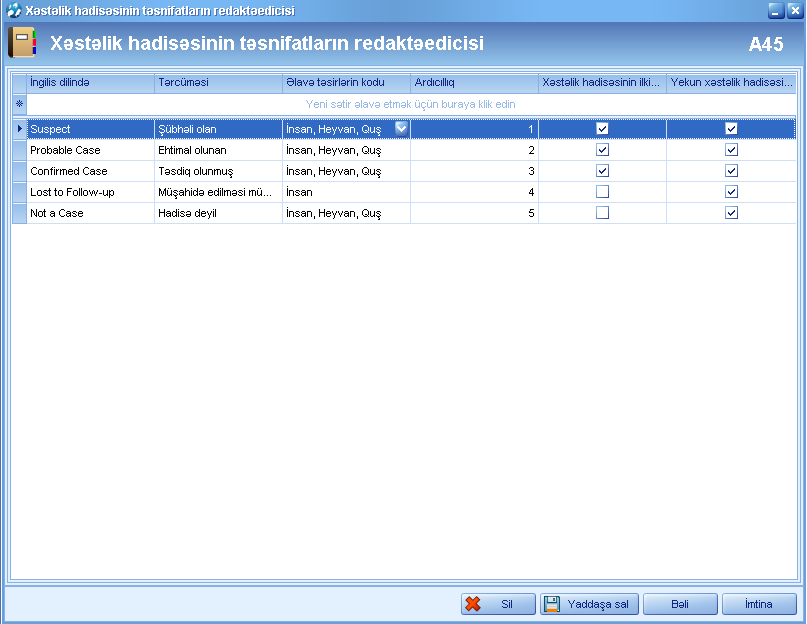 Xəstəlik hadisəsinin təsnifatların redaktəedicisi
Xəstəlik hadisəsinin təsnifatların redaktəedicisi A45
İngilis dilində Tərcüməsi Əlavə təsirlərin kodu Ardıcıllıq Xəstəlik hadisəsinin ilki... Yekun xəstəlik hadisəsi...
Yeni sətir əlavə etmək üçün buraya klik edin
Suspect Şübhəli olan İnsan, Heyvan, Quş 1
Probable Case Ehtimal olunan İnsan, Heyvan, Quş 2
Confirmed Case Təsdiq olunmuş İnsan, Heyvan, Quş 3
Lost to Follow-up Müşahidə edilməsi mü... İnsan 4
Not a Case Hadisə deyil İnsan, Heyvan, Quş 5
Sil Yaddaşa sal Bəli İmtina